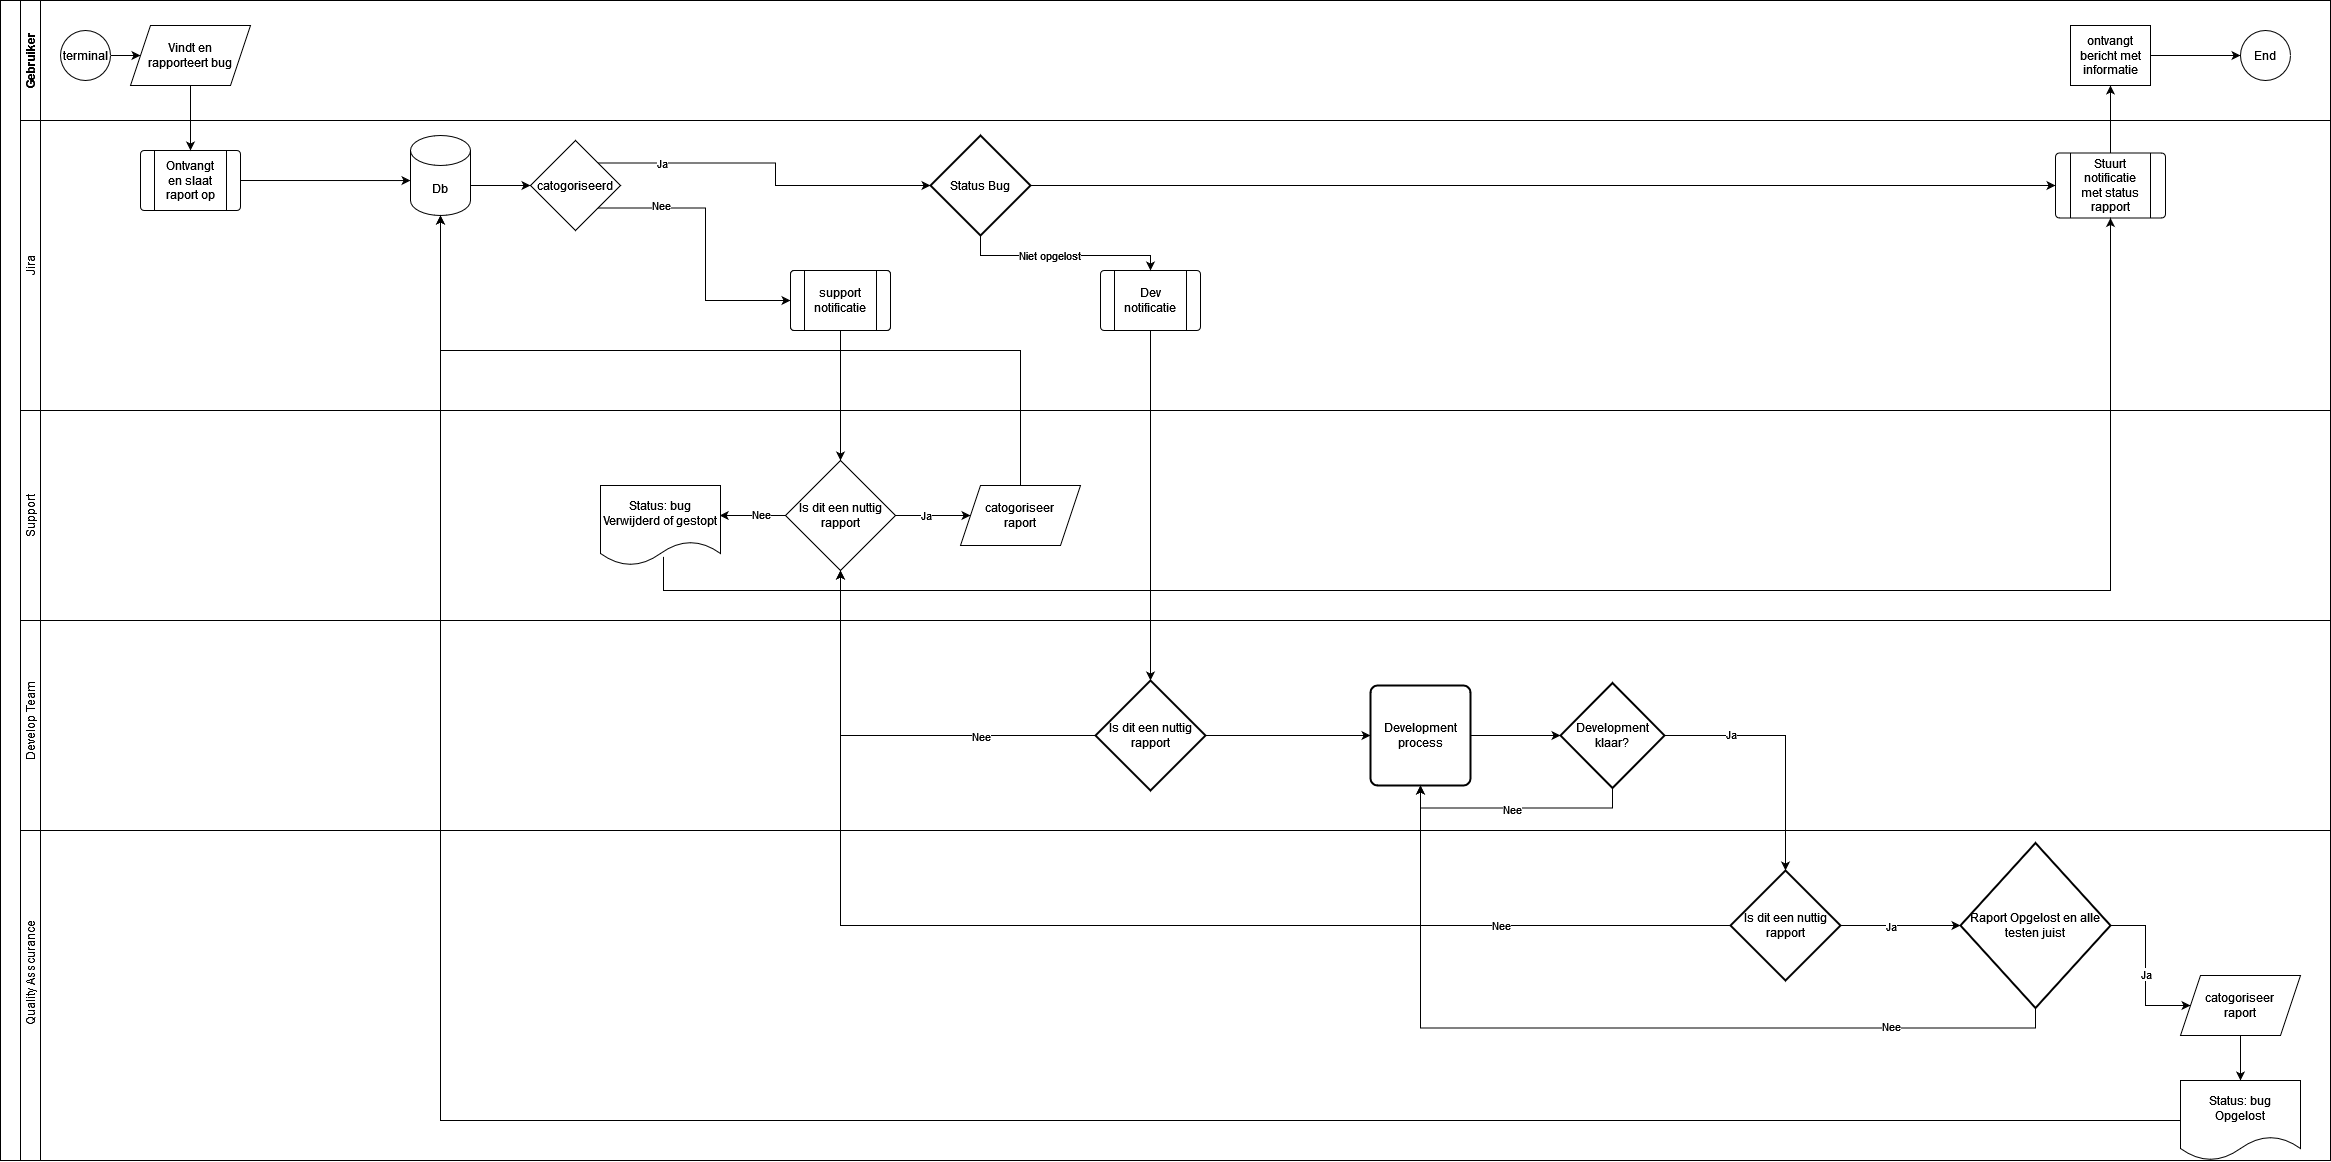 Gebruiker
terminal
Vindt en
rapporteert bug
ontvangt
bericht met
informatie
End
Jira
Ontvangt
en slaat
raport op
Db
catogoriseerd
Ja
Nee
Status Bug
Niet opgelost
support
notificatie
Dev
notificatie
Stuurt
notificatie
met status
rapport
Support
Status: bug
Verwijderd of gestopt
Nee
Is dit een nuttig
rapport
Ja
catogoriseer
raport
Develop Team
Nee
Is dit een nuttig
rapport
Development
process
Development
klaar?
Ja
Nee
Quality Asscurance
Nee
Is dit een nuttig
rapport
Ja
Raport Opgelost en alle
testen juist
Ja
Nee
catogoriseer
raport
Status: bug
Opgelost